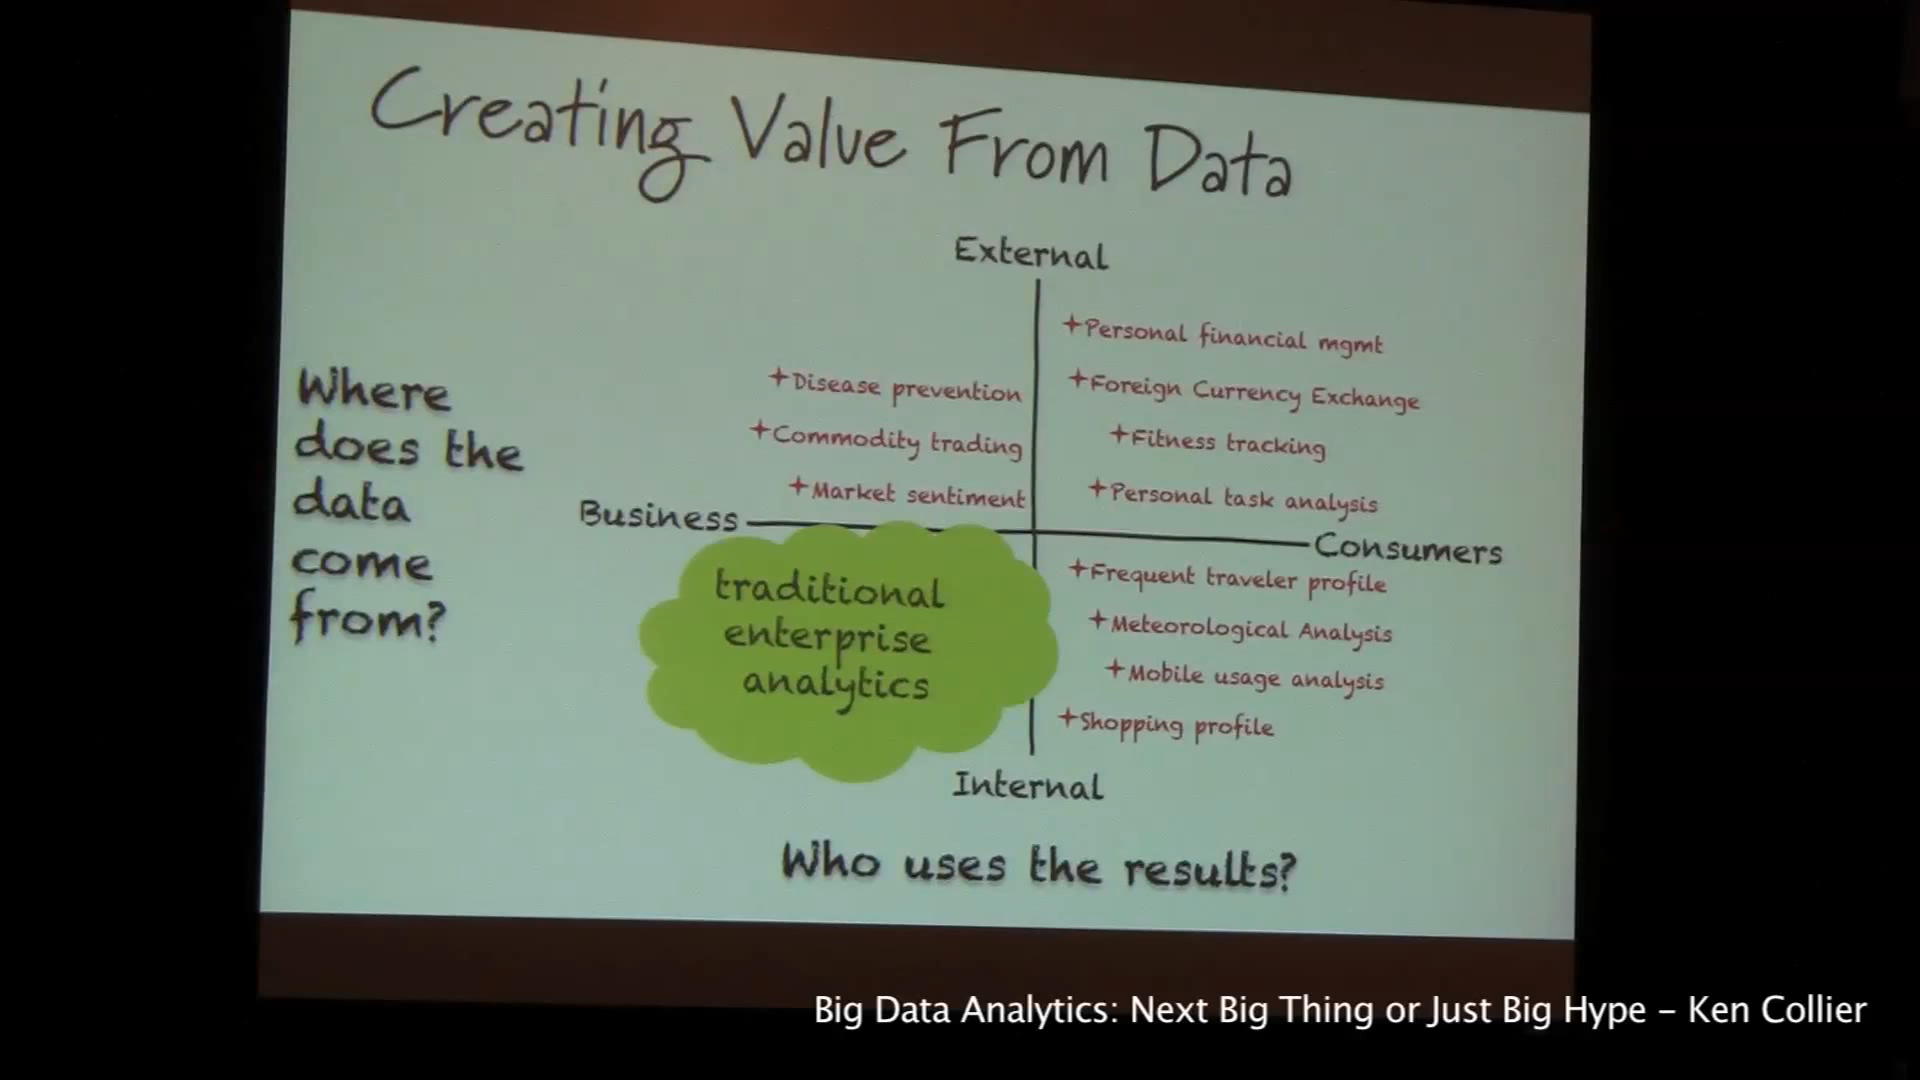 Creating Value From Data
External
Where
does the
data
come
from?
+Disease prevention
+Commodity trading
+Market sentiment
+Personal financial mgmt
+Foreign Currency Exchange
+Fitness tracking
+Personal task analysis
Business
Consumers
traditional
enterprise
analytics
+Frequent traveler profile
+Meteorological Analysis
+Mobile usage analysis
+Shopping profile
Internal
Who uses the results?
Big Data Analytics: Next Big Thing or Just Big Hype – Ken Collier